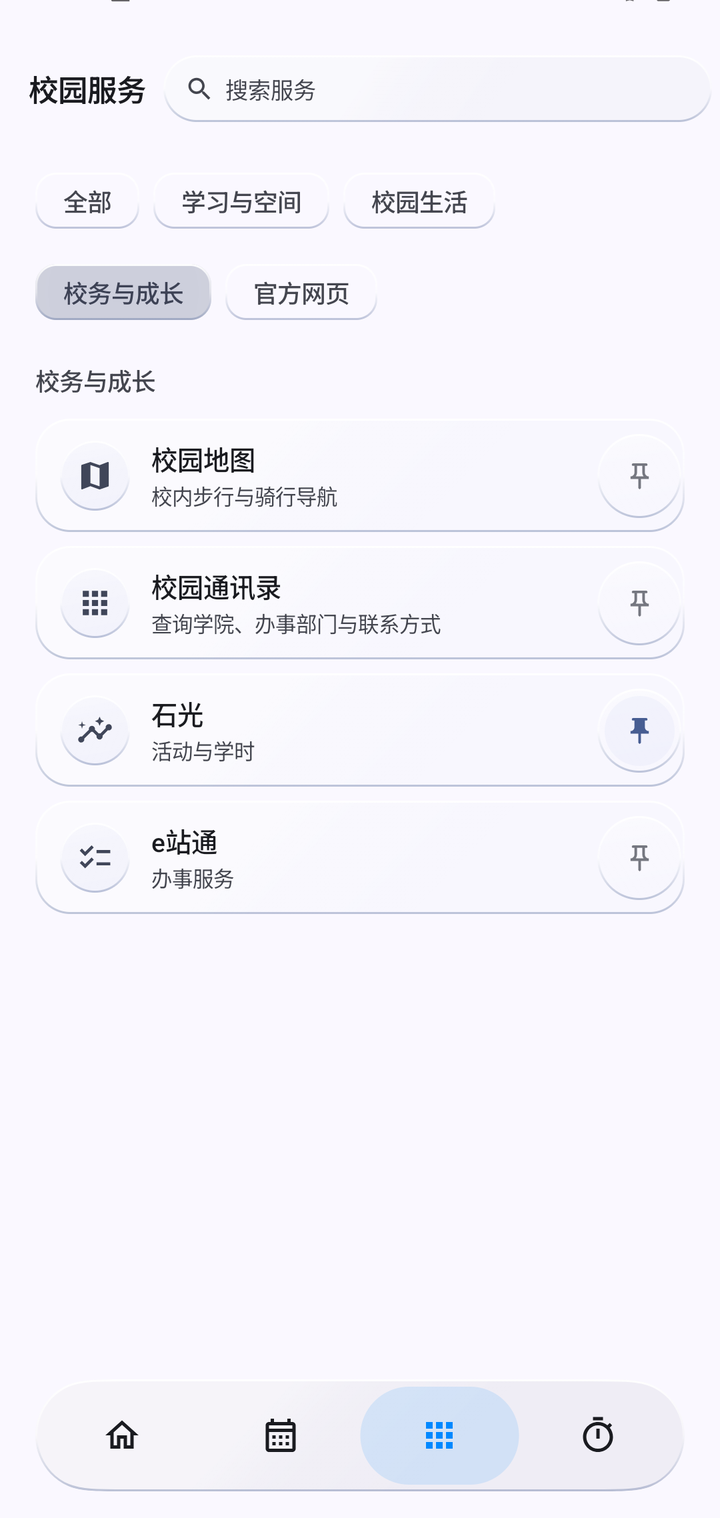 校园服务
搜索服务
全部
学习与空间
校园生活
校务与成长
官方网页
校务与成长
校园地图
校内步行与骑行导航
校园通讯录
查询学院、办事部门与联系方式
石光
活动与学时
e站通
办事服务